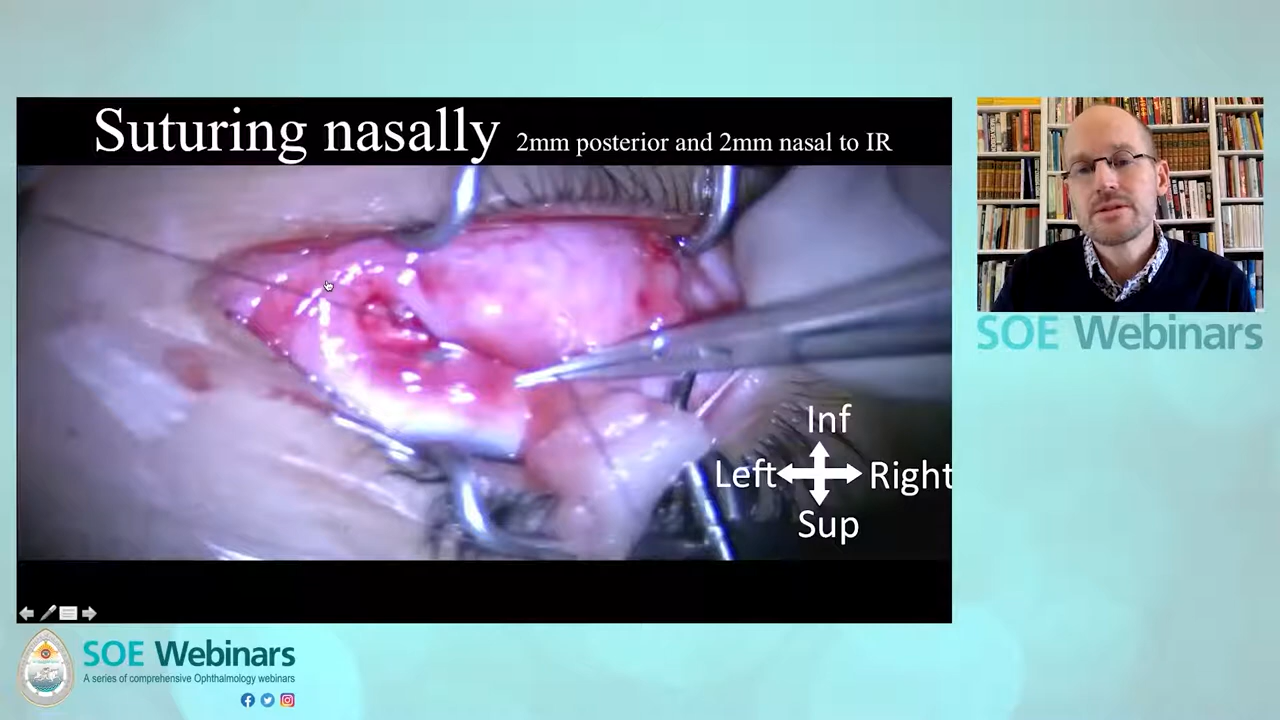 Suturing nasally 2mm posterior and 2mm nasal to IR
Inf
Left Right
Sup
SOE Webinars
SOE Webinars
A series of comprehensive Ophthalmology webinars